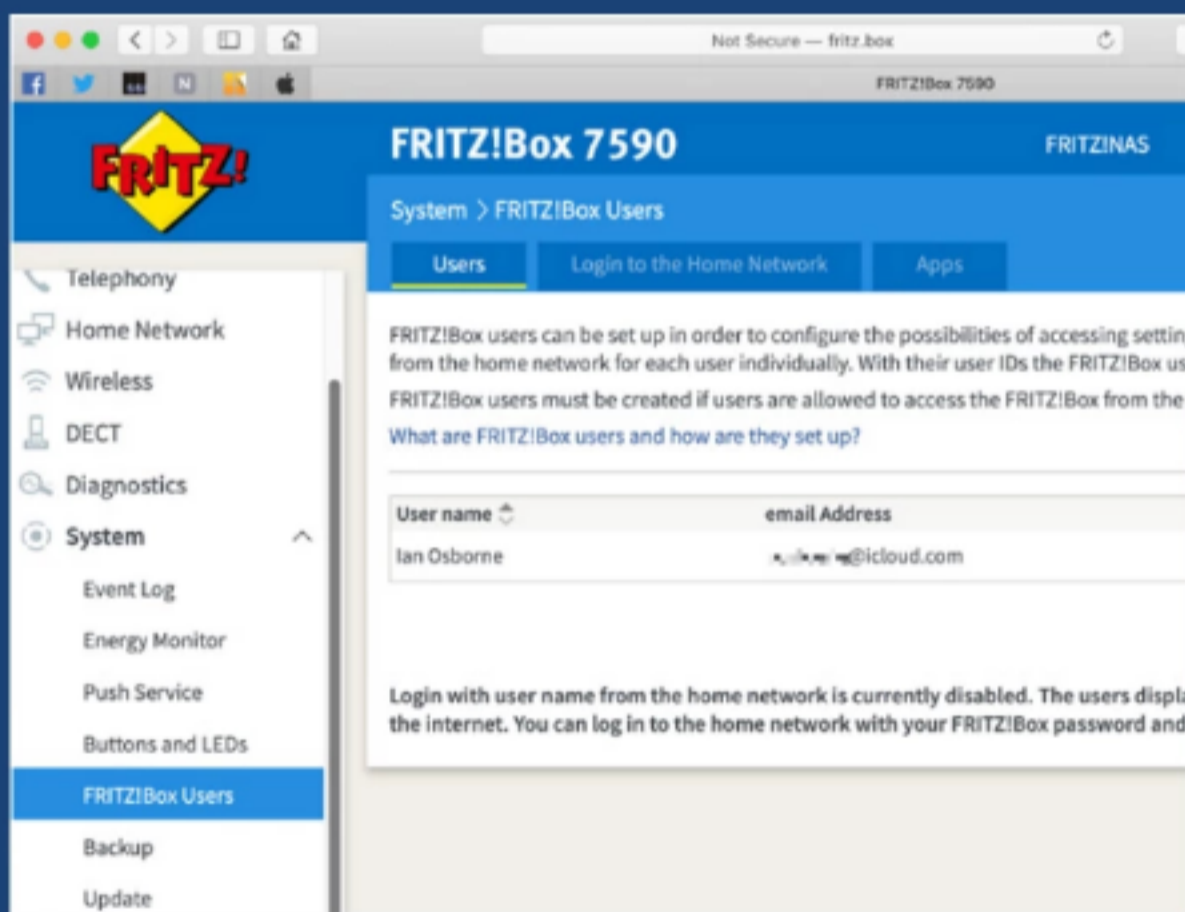 Not Secure — fritz.box
FRITZ!Box 7590
FRITZ!
FRITZ!Box 7590
FRITZ!NAS
System > FRITZ!Box Users
Users
Login to the Home Network
Apps
Telephony
Home Network
Wireless
DECT
Diagnostics
System
Event Log
Energy Monitor
Push Service
Buttons and LEDs
FRITZ!Box Users
Backup
Update
FRITZ!Box users can be set up in order to configure the possibilities of accessing settin
from the home network for each user individually. With their user IDs the FRITZ!Box us
FRITZ!Box users must be created if users are allowed to access the FRITZ!Box from the
What are FRITZ!Box users and how are they set up?
User name
email Address
Ian Osborne
@icloud.com
Login with user name from the home network is currently disabled. The users displa
the internet. You can log in to the home network with your FRITZ!Box password and